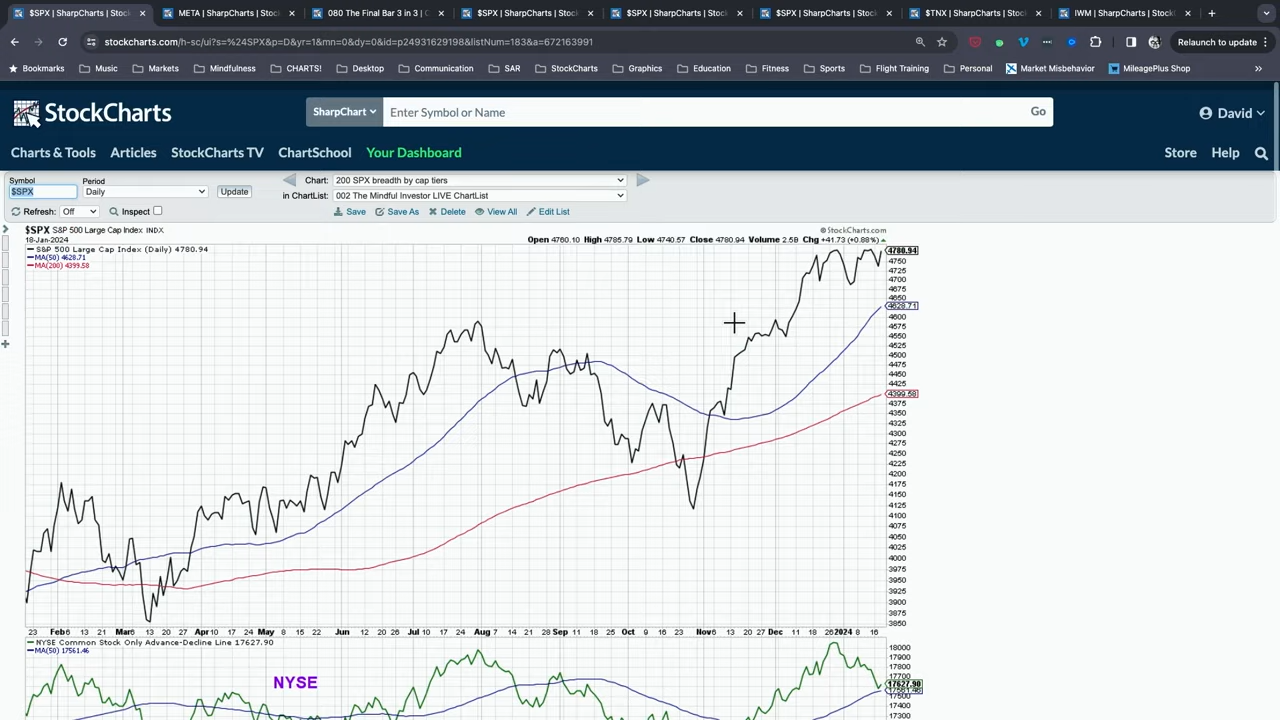 $SPX | SharpCharts | Stock
META | SharpCharts | Stoc
080 The Final Bar 3 in 3 | C
$SPX | SharpCharts | Stock
$SPX | SharpCharts | Stock
$SPX | SharpCharts | Stock
$TNX | SharpCharts | Stock
IWM | SharpCharts | StockC
stockcharts.com/h-sc/ui?s=%24SPX&p=D&yr=1&mn=0&dy=0&id=p24931629198&listNum=183&a=672163991
Relaunch to update
Bookmarks Music Markets Mindfulness CHARTS! Desktop Communication SAR StockCharts Graphics Education Fitness Sports Flight Training Personal Market Misbehavior MileagePlus Shop
StockCharts
SharpChart
Enter Symbol or Name
Go
David
Charts & Tools Articles StockCharts TV ChartSchool Your Dashboard Store Help
Symbol Period
$SPX Daily Update
Chart: 200 SPX breadth by cap tiers
in ChartList: 002 The Mindful Investor LIVE ChartList
Refresh: Off Inspect
Save Save As Delete View All Edit List
$SPX S&P 500 Large Cap Index INDX
© StockCharts.com
18-Jan-2024
Open 4760.10 High 4785.79 Low 4740.57 Close 4780.94 Volume 2.5B Chg +41.73 (+0.88%)
S&P 500 Large Cap Index (Daily) 4780.94
MA(50) 4628.71
MA(200) 4399.58
4780.94
4750
4725
4700
4675
4650
4628.71
4600
4575
4550
4525
4500
4475
4450
4425
4399.58
4375
4350
4325
4300
4275
4250
4225
4200
4175
4150
4125
4100
4075
4050
4025
4000
3975
3950
3925
3900
3875
3850
23 Feb 6 13 21 Mar 6 13 20 27 Apr 10 17 24 May 8 15 22 Jun 5 12 20 26 Jul 10 17 24 Aug 7 14 21 28 Sep 11 18 25 Oct 9 16 23 Nov 6 13 20 27 Dec 11 18 26 2024 8 16
NYSE Common Stock Only Advance-Decline Line 17627.90
MA(50) 17561.46
NYSE
18000
17900
17800
17700
17627.90
17561.46
17500
17400
17300